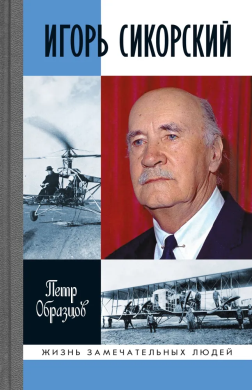 ИГОРЬ СИКОРСКИЙ
Петр
Образцов
ЖИЗНЬ ЗАМЕЧАТЕЛЬНЫХ ЛЮДЕЙ